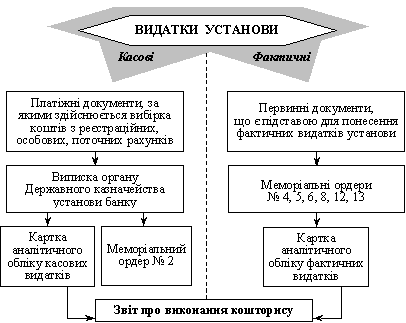 ВИДАТКИ УСТАНОВИ
Касові
Фактичні
Платіжні документи, за
якими здійснюється вибірка
коштів з реєстраційних,
особових, поточних рахунків
Первинні документи,
що є підставою для понесення
фактичних видатків установи
Виписка органу
Державного казначейства
установи банку
Меморіальні ордери
№ 4, 5, 6, 8, 12, 13
Картка
аналітичного
обліку касових
видатків
Меморіальний
ордер № 2
Картка
аналітичного
обліку фактичних
видатків
Звіт про виконання кошторису